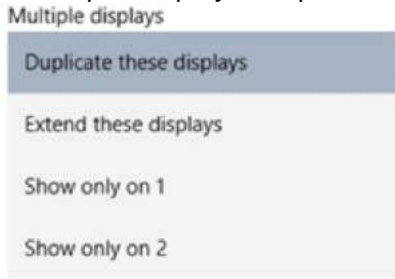 Multiple displays
Duplicate these displays
Extend these displays
Show only on 1
Show only on 2